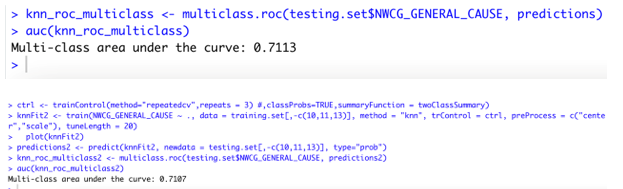 > knn_roc_multiclass <- multiclass.roc(testing.set$NWCG_GENERAL_CAUSE, predictions)
> auc(knn_roc_multiclass)
Multi-class area under the curve: 0.7113
>
> ctrl <- trainControl(method="repeatedcv",repeats = 3) #,classProbs=TRUE,summaryFunction = twoClassSummary)
> knnFit2 <- train(NWCG_GENERAL_CAUSE ~ ., data = training.set[,-c(10,11,13)], method = "knn", trControl = ctrl, preProcess = c("cent
er","scale"), tuneLength = 20)
> plot(knnFit2)
> predictions2 <- predict(knnFit2, newdata = testing.set[,-c(10,11,13)], type="prob")
> knn_roc_multiclass2 <- multiclass.roc(testing.set$NWCG_GENERAL_CAUSE, predictions2)
> auc(knn_roc_multiclass2)
Multi-class area under the curve: 0.7107